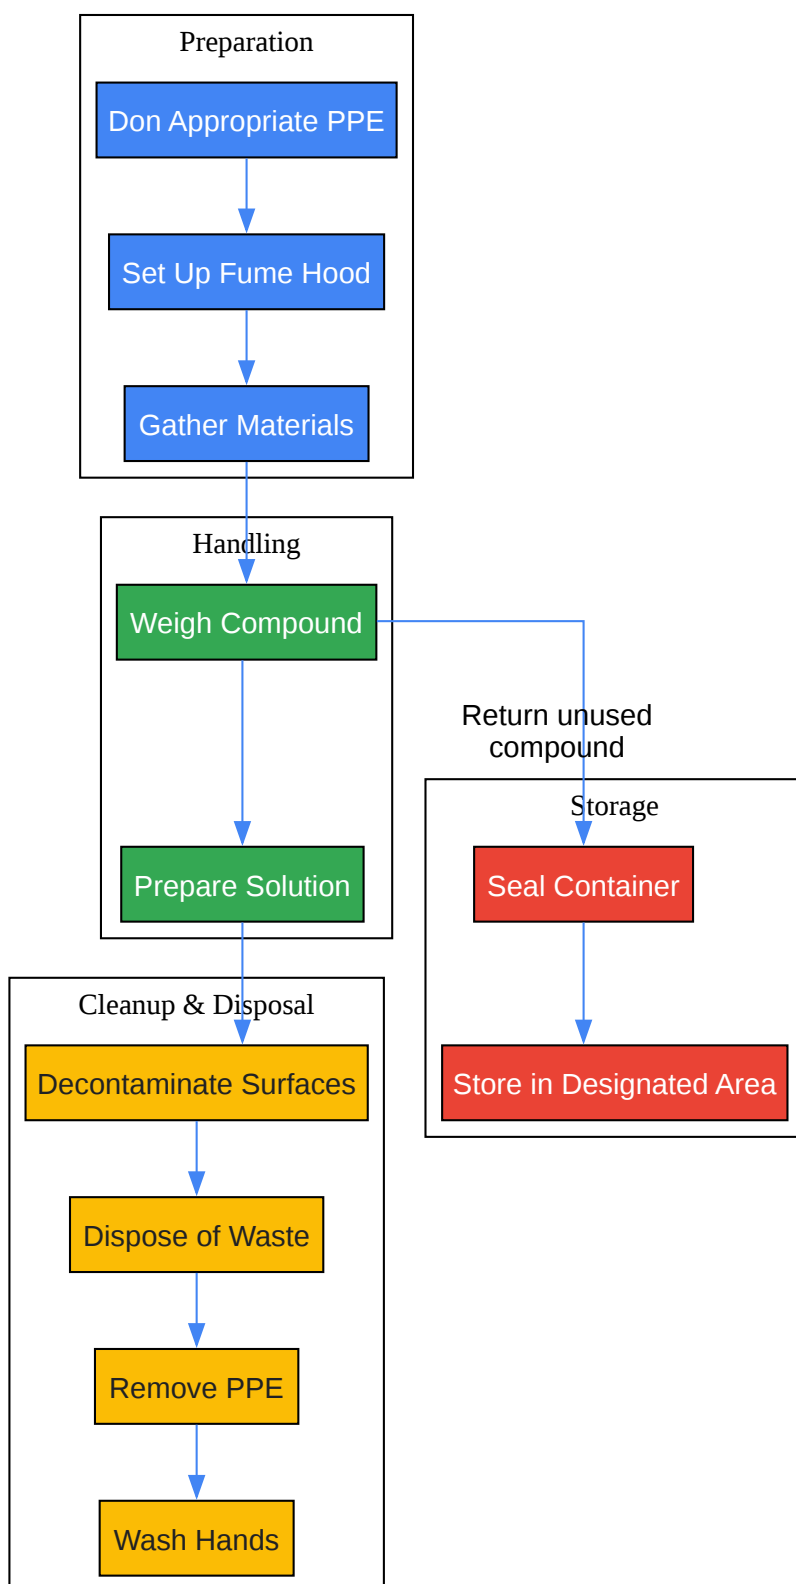 Preparation
Don Appropriate PPE
Set Up Fume Hood
Gather Materials
Handling
Weigh Compound
Return unused
compound
Storage
Prepare Solution
Seal Container
Cleanup & Disposal
Decontaminate Surfaces
Store in Designated Area
Dispose of Waste
Remove PPE
Wash Hands